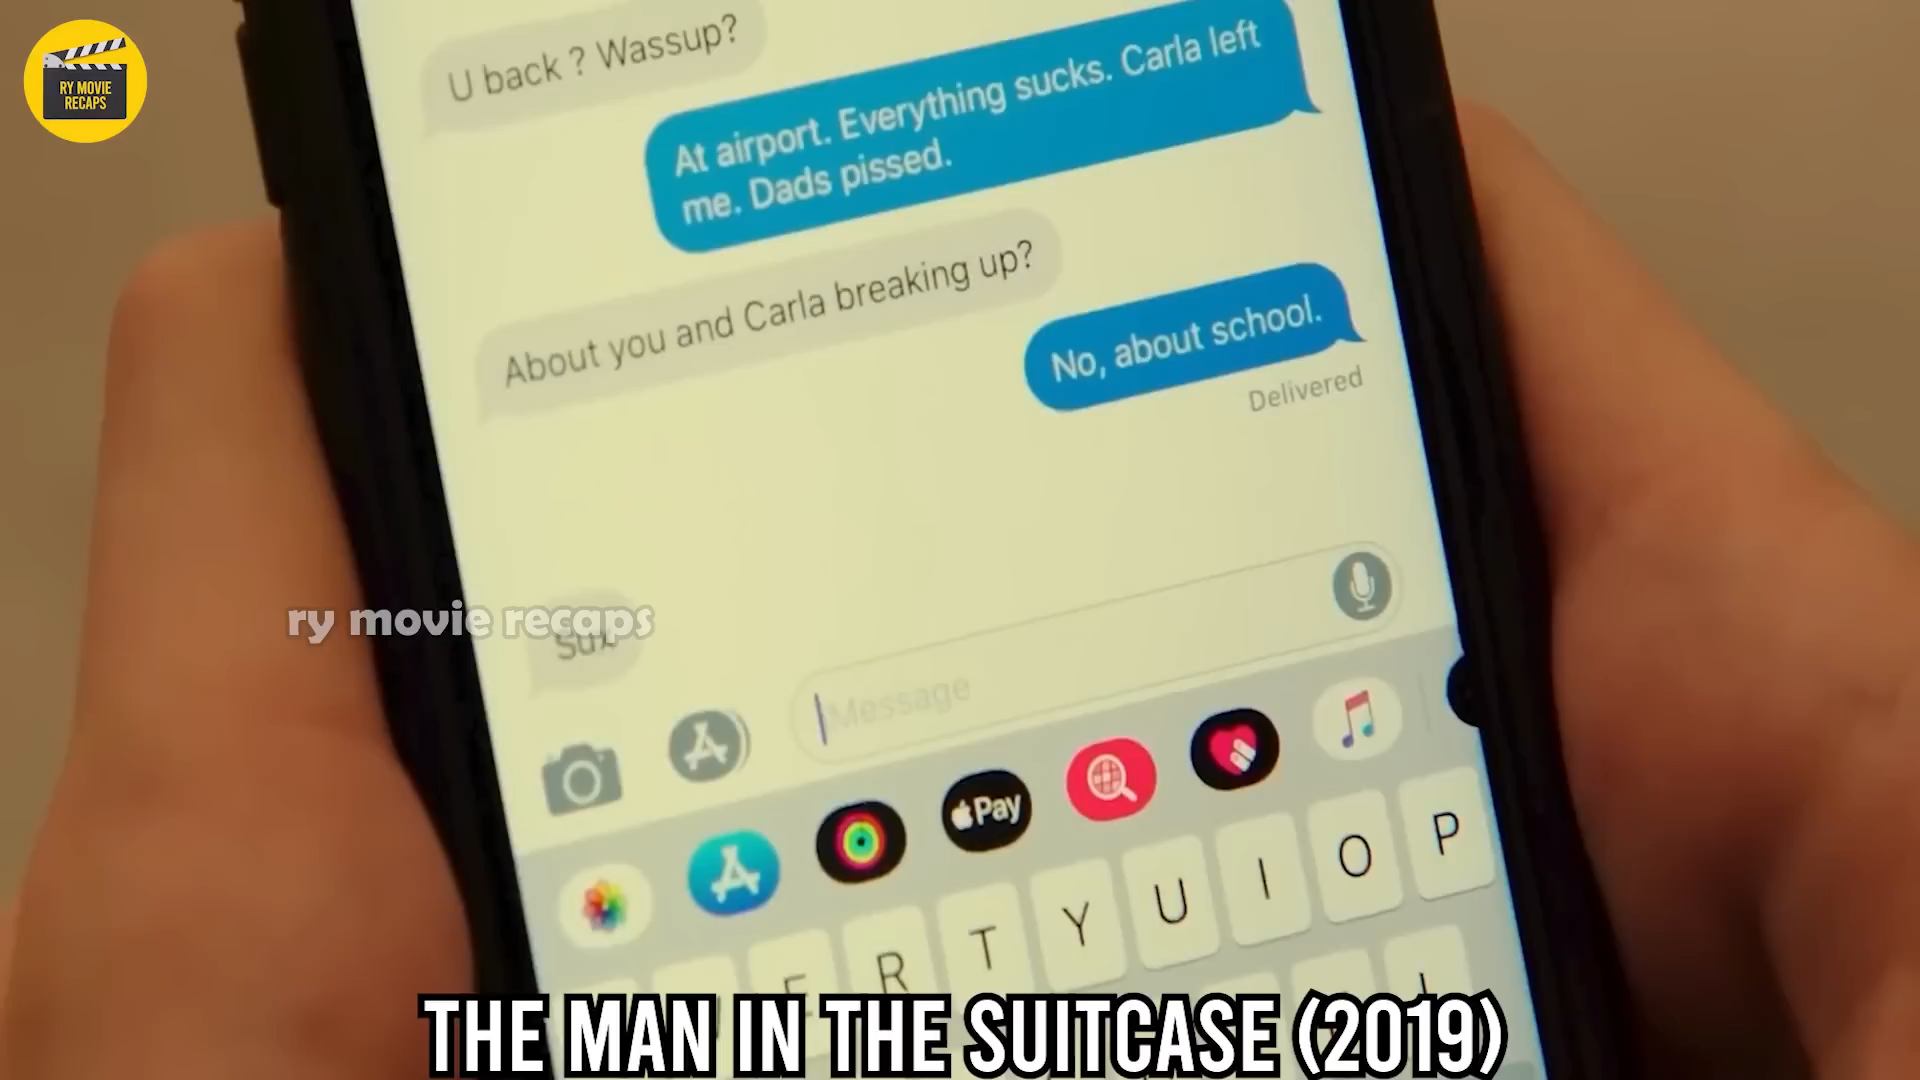 RY MOVIE
RECAPS
U back ? Wassup?
At airport. Everything sucks. Carla left
me. Dads pissed.
About you and Carla breaking up?
No, about school.
Delivered
ry movie recaps
Sux
Message
Pay
E R T Y U I O P
L
THE MAN IN THE SUITCASE (2019)